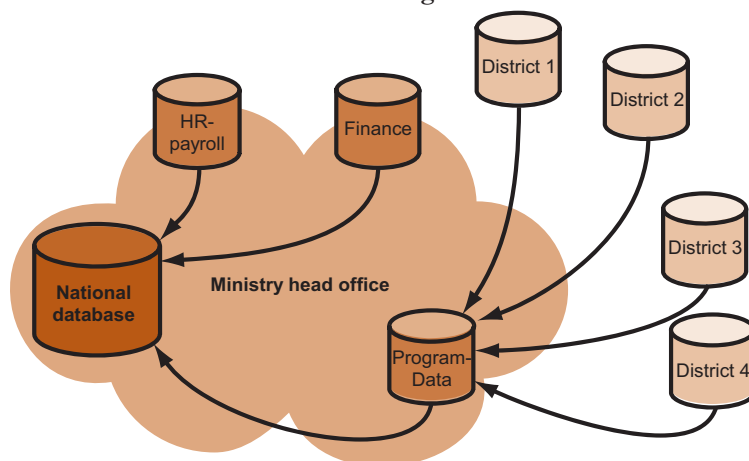 District 1
District 2
HR-
payroll
Finance
District 3
Ministry head office
National
database
Program-
Data
District 4